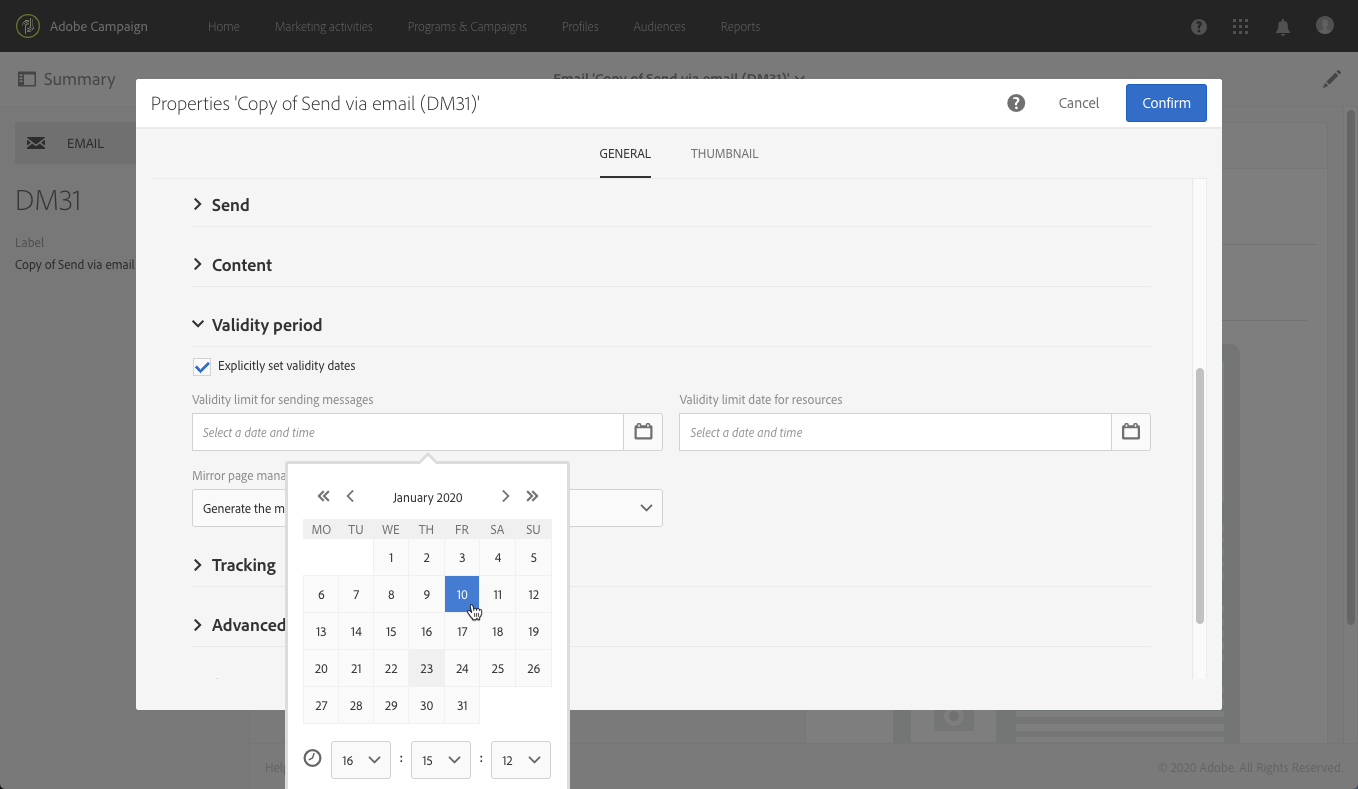 Adobe Campaign Home Marketing activities Programs & Campaigns Profiles Audiences Reports
Summary
Email 'Copy of Send via email (DM31)'
Properties 'Copy of Send via email (DM31)'
Cancel
Confirm
EMAIL
GENERAL THUMBNAIL
DM31
Label
Copy of Send via email
Send
Content
Validity period
Explicitly set validity dates
Validity limit for sending messages
Validity limit date for resources
Select a date and time
Select a date and time
Mirror page mana
Generate the m
January 2020
MO TU WE TH FR SA SU
1 2 3 4 5
6 7 8 9 10 11 12
13 14 15 16 17 18 19
20 21 22 23 24 25 26
27 28 29 30 31
16 : 15 : 12
Tracking
Advanced
Help
© 2020 Adobe. All Rights Reserved.